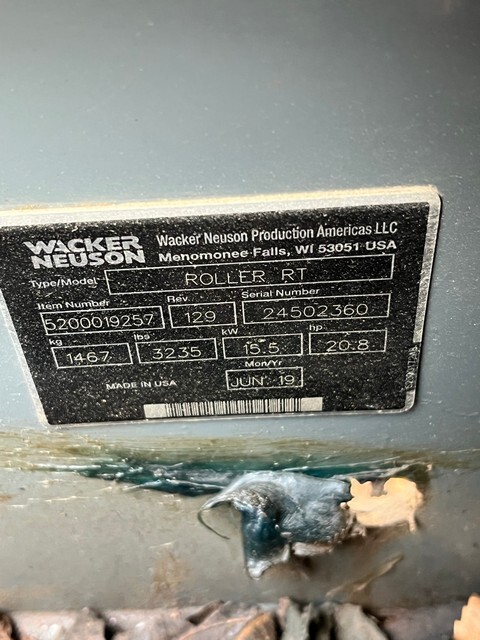 WACKER NEUSON
Wacker Neuson Production Americas LLC
Menomonee Falls, WI 53051 USA
Type/Model ROLLER RT
Item Number Rev. Serial Number
5200019257 129 24502360
kg lbs kW hp
1467 3235 15.5 20.8
Mon/Yr
MADE IN USA JUN 19